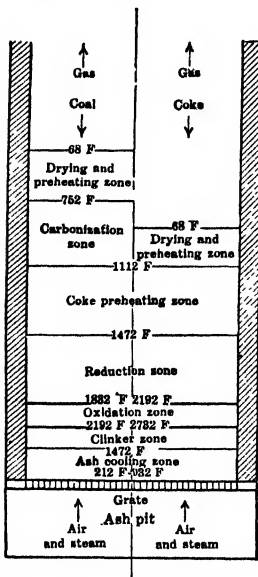 Gas Gas
Coal Coke
68 F
Drying and
preheating zone
752 F
Carbonization
zone
68 F
Drying and
preheating zone
1112 F
Coke preheating zone
1472 F
Reduction zone
1832 F 2192 F
Oxidation zone
2192 F 2732 F
Clinker zone
1472 F
Ash cooling zone
212 F 932 F
Grate
Ash pit
Air
and steam
Air
and steam